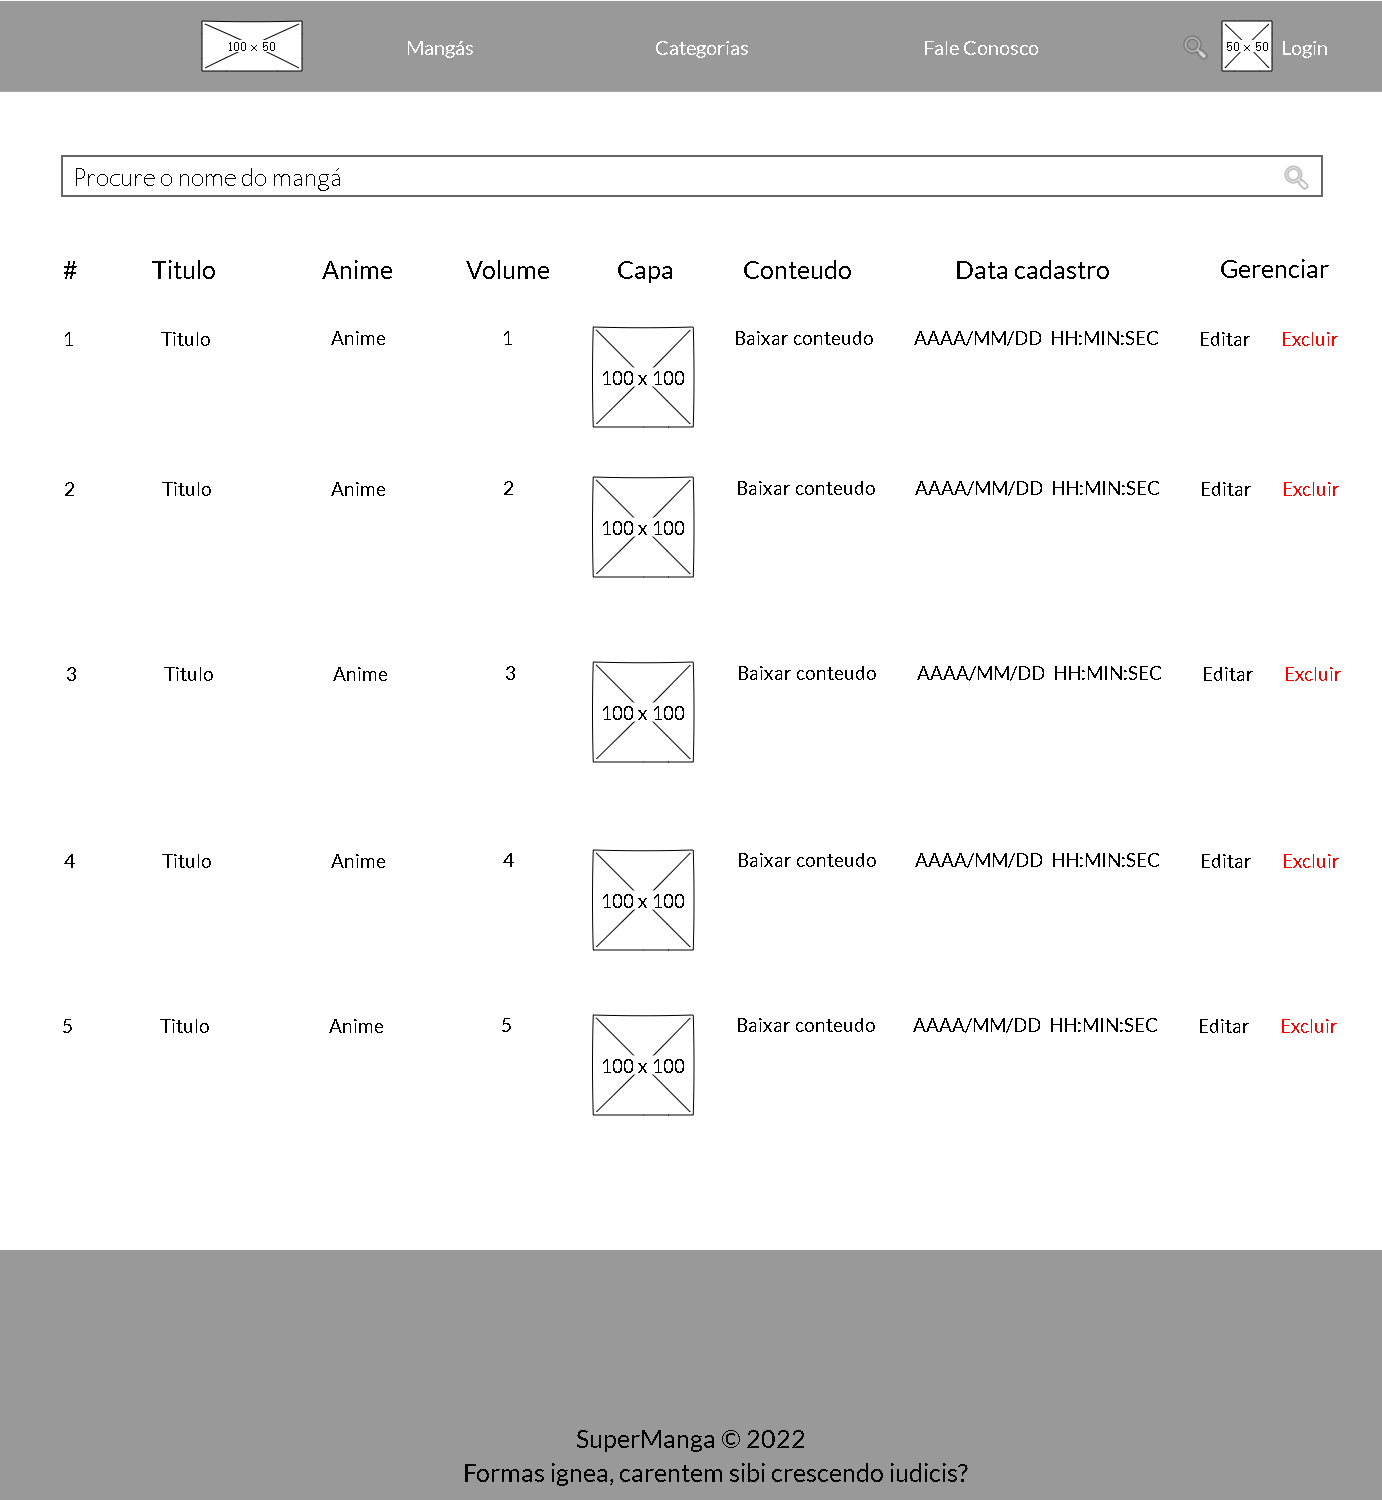 100 x 50 Mangás Categorias Fale Conosco 50 x 50 Login
Procure o nome do mangá
# Titulo Anime Volume Capa Conteudo Data cadastro Gerenciar
1 Titulo Anime 1 Baixar conteudo AAAA/MM/DD HH:MIN:SEC Editar Excluir
100 x 100
2 Titulo Anime 2 Baixar conteudo AAAA/MM/DD HH:MIN:SEC Editar Excluir
100 x 100
3 Titulo Anime 3 Baixar conteudo AAAA/MM/DD HH:MIN:SEC Editar Excluir
100 x 100
4 Titulo Anime 4 Baixar conteudo AAAA/MM/DD HH:MIN:SEC Editar Excluir
100 x 100
5 Titulo Anime 5 Baixar conteudo AAAA/MM/DD HH:MIN:SEC Editar Excluir
100 x 100
SuperManga © 2022
Formas ignea, carentem sibi crescendo iudicis?